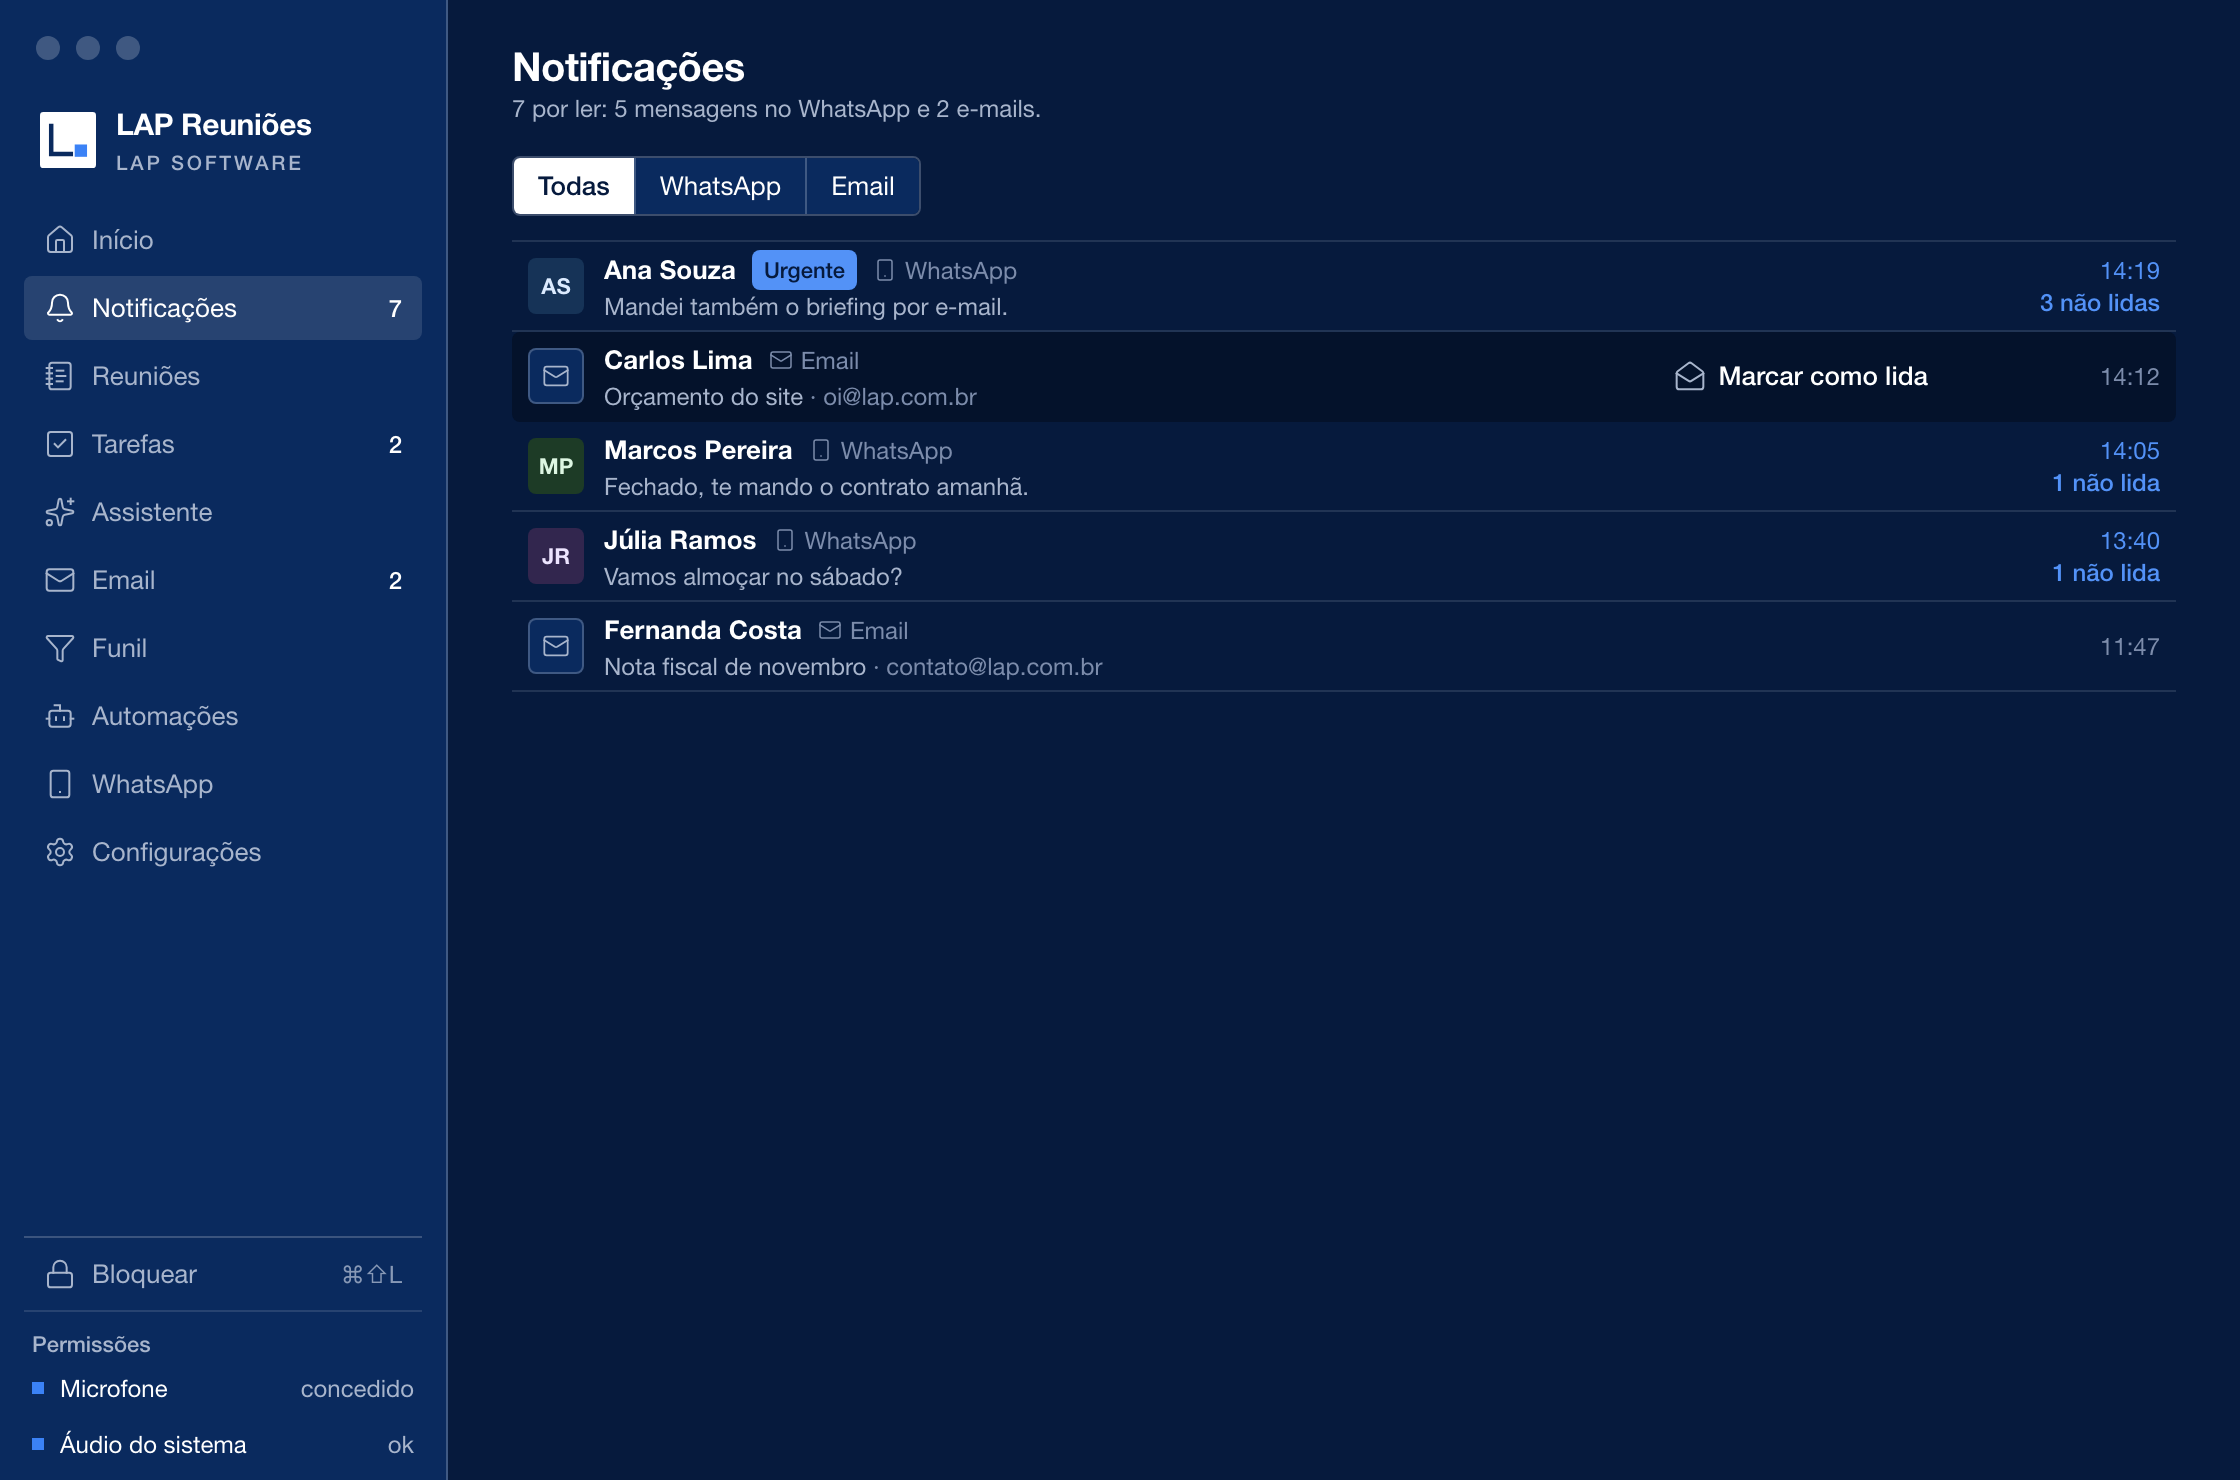 LAP Reuniões
LAP SOFTWARE
Início
Notificações 7
Reuniões
Tarefas 2
Assistente
Email 2
Funil
Automações
WhatsApp
Configurações
Bloquear ⌘⇧L
Permissões
Microfone concedido
Áudio do sistema ok
Notificações
7 por ler: 5 mensagens no WhatsApp e 2 e-mails.
Todas WhatsApp Email
AS Ana Souza Urgente WhatsApp 14:19
Mandei também o briefing por e-mail. 3 não lidas
Carlos Lima Email
Orçamento do site · oi@lap.com.br
Marcar como lida 14:12
MP Marcos Pereira WhatsApp 14:05
Fechado, te mando o contrato amanhã. 1 não lida
JR Júlia Ramos WhatsApp 13:40
Vamos almoçar no sábado? 1 não lida
Fernanda Costa Email
Nota fiscal de novembro · contato@lap.com.br
11:47